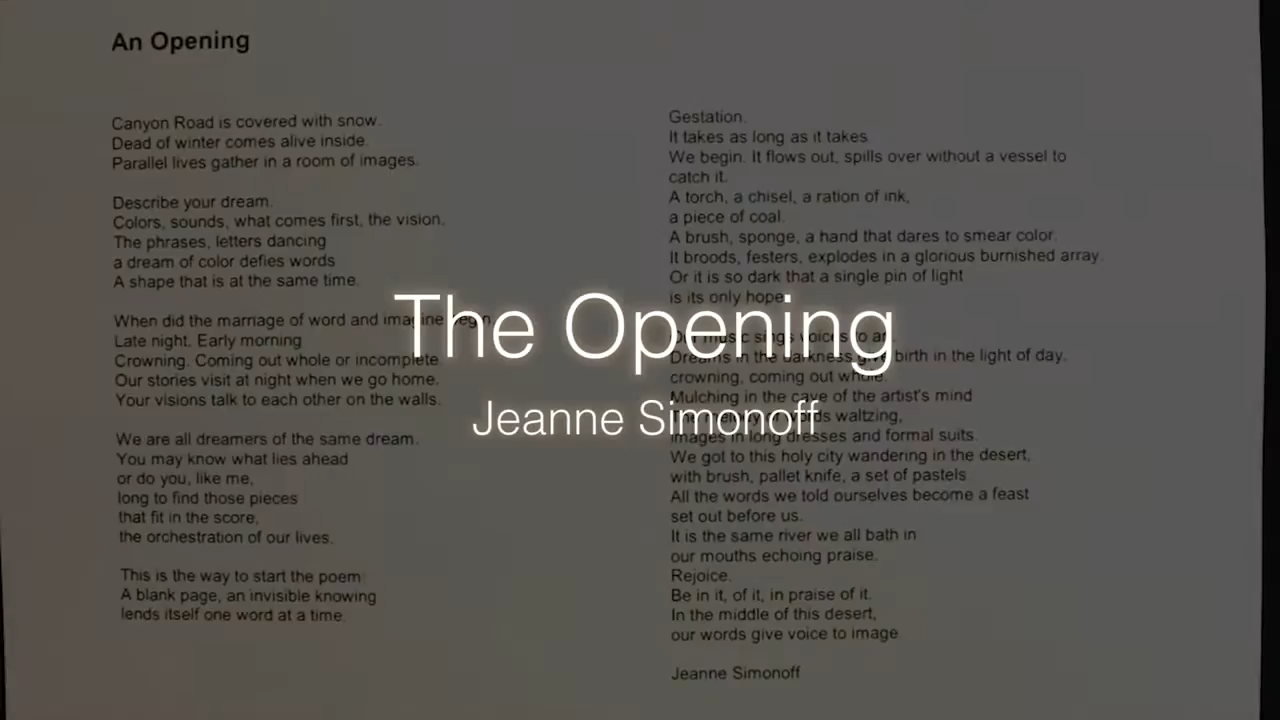 An Opening
Canyon Road is covered with snow.
Dead of winter comes alive inside.
Parallel lives gather in a room of images.
Describe your dream.
Colors, sounds, what comes first, the vision.
The phrases, letters dancing
a dream of color defies words
A shape that is at the same time.
When did the marriage of word and imagine begin
Late night. Early morning
Crowning. Coming out whole or incomplete.
Our stories visit at night when we go home.
Your visions talk to each other on the walls.
We are all dreamers of the same dream.
You may know what lies ahead
or do you, like me,
long to find those pieces
that fit in the score,
the orchestration of our lives.
This is the way to start the poem
A blank page, an invisible knowing
lends itself one word at a time.
Gestation.
It takes as long as it takes.
We begin. It flows out, spills over without a vessel to
catch it.
A torch, a chisel, a ration of ink,
a piece of coal.
A brush, sponge, a hand that dares to smear color.
It broods, festers, explodes in a glorious burnished array.
Or it is so dark that a single pin of light
is its only hope
Our music sings voices to
Dreams in the darkness give birth in the light of day.
crowning, coming out whole.
Mulching in the cave of the artist's mind
The melody of words waltzing,
images in long dresses and formal suits.
We got to this holy city wandering in the desert,
with brush, pallet knife, a set of pastels
All the words we told ourselves become a feast
set out before us.
It is the same river we all bath in
our mouths echoing praise.
Rejoice.
Be in it, of it, in praise of it.
In the middle of this desert,
our words give voice to image
Jeanne Simonoff
The Opening
Jeanne Simonoff